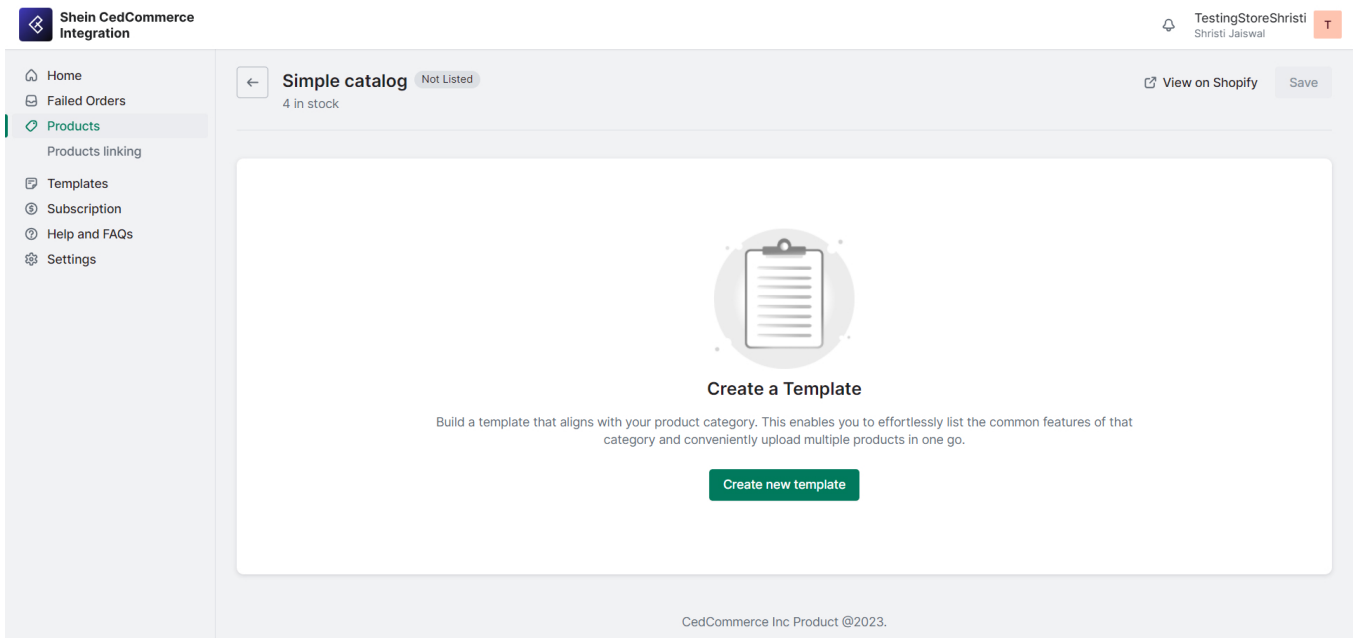 Shein CedCommerce
Integration
TestingStoreShristi
Shristi Jaiswal
T
Home
Failed Orders
Products
Products linking
Templates
Subscription
Help and FAQs
Settings
Simple catalog
Not Listed
4 in stock
View on Shopify
Save
Create a Template
Build a template that aligns with your product category. This enables you to effortlessly list the common features of that
category and conveniently upload multiple products in one go.
Create new template
CedCommerce Inc Product @2023.